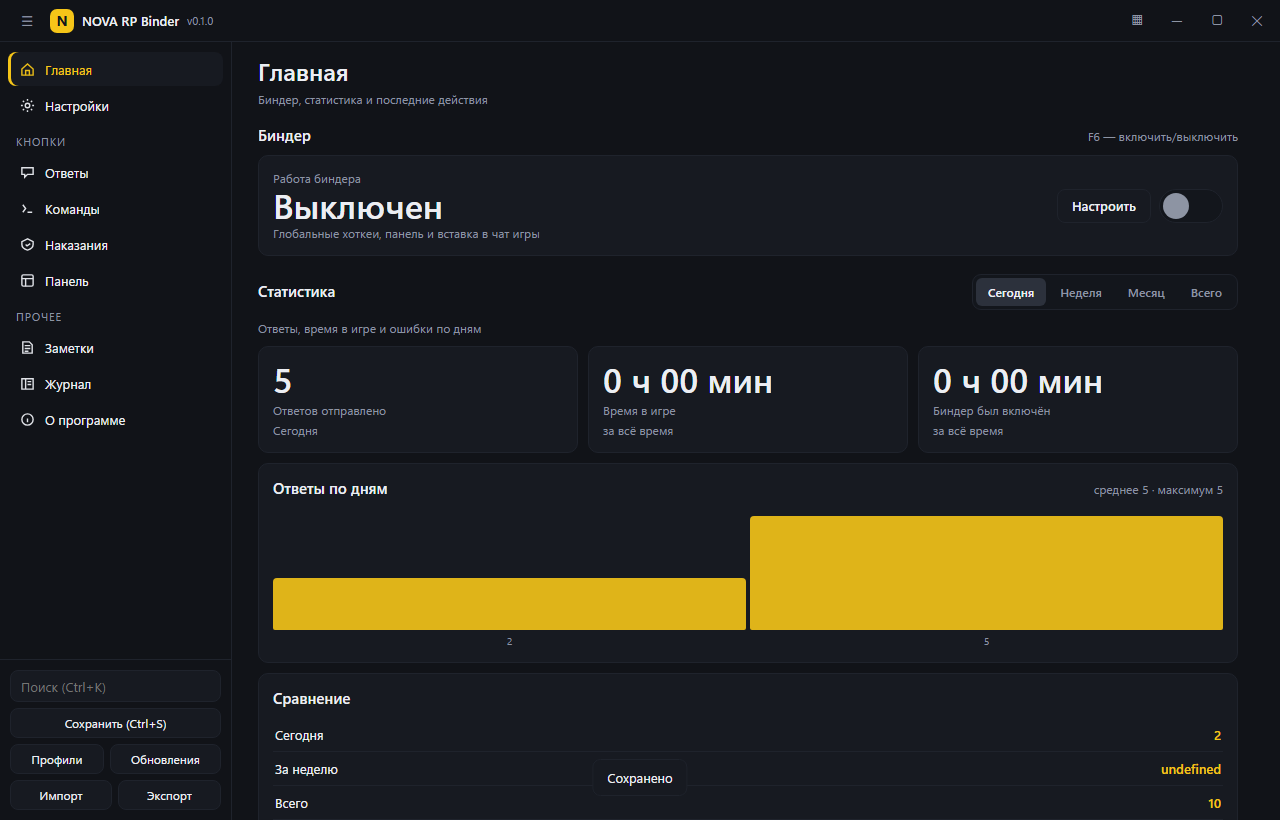 N NOVA RP Binder v0.1.0
Главная
Настройки
КНОПКИ
Ответы
Команды
Наказания
Панель
ПРОЧЕЕ
Заметки
Журнал
О программе
Поиск (Ctrl+K)
Сохранить (Ctrl+S)
Профили Обновления
Импорт Экспорт
Главная
Биндер, статистика и последние действия
Биндер F6 — включить/выключить
Работа биндера
Выключен
Глобальные хоткеи, панель и вставка в чат игры
Настроить
Статистика Сегодня Неделя Месяц Всего
Ответы, время в игре и ошибки по дням
5
Ответов отправлено
Сегодня
0 ч 00 мин
Время в игре
за всё время
0 ч 00 мин
Биндер был включён
за всё время
Ответы по дням среднее 5 · максимум 5
2 5
Сравнение
Сегодня 2
За неделю undefined
Сохранено
Всего 10